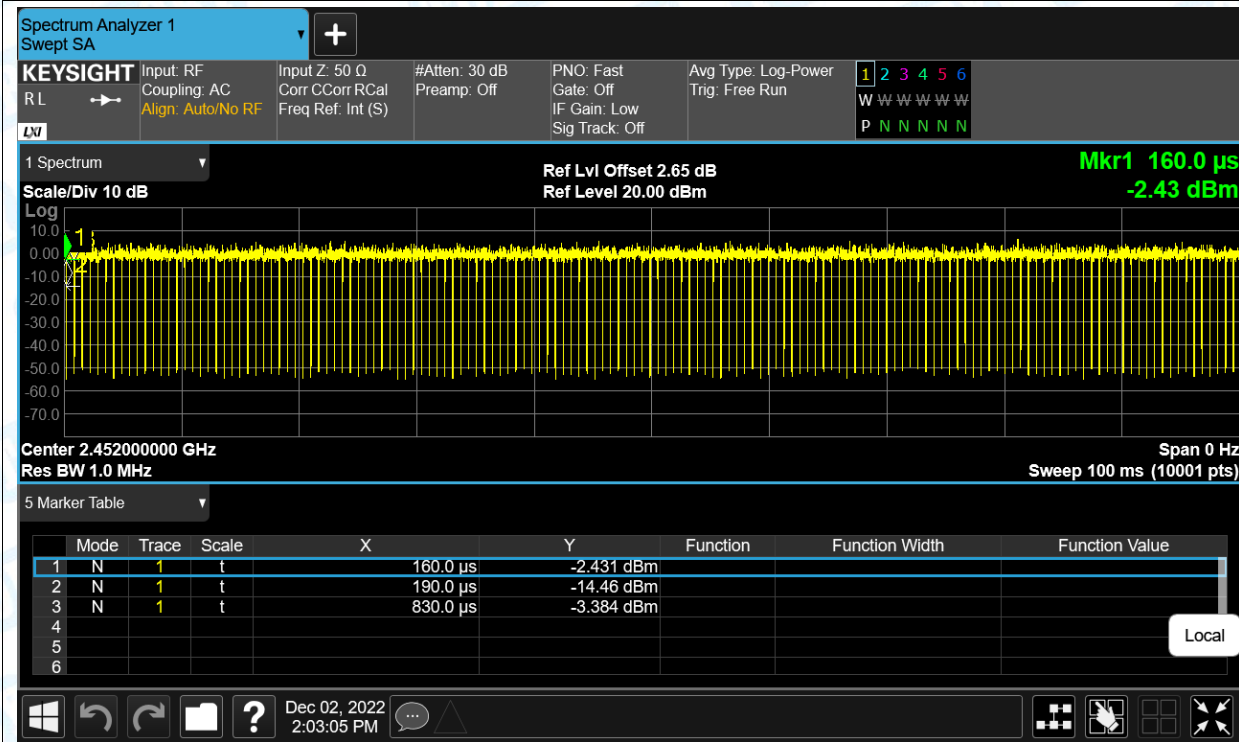 Spectrum Analyzer 1
Swept SA
KEYSIGHT
R L
LXI
Input: RF
Coupling: AC
Align: Auto/No RF
Input Z: 50 Ω
Corr CCorr RCal
Freq Ref: Int (S)
#Atten: 30 dB
Preamp: Off
PNO: Fast
Gate: Off
IF Gain: Low
Sig Track: Off
Avg Type: Log-Power
Trig: Free Run
1 2 3 4 5 6
W W W W W W
P N N N N N
1 Spectrum
Scale/Div 10 dB
Ref Lvl Offset 2.65 dB
Ref Level 20.00 dBm
Mkr1 160.0 µs
-2.43 dBm
Log
10.0
0.00
-10.0
-20.0
-30.0
-40.0
-50.0
-60.0
-70.0
1
2
Center 2.452000000 GHz
Res BW 1.0 MHz
Span 0 Hz
Sweep 100 ms (10001 pts)
5 Marker Table
Mode Trace Scale X Y Function Function Width Function Value
1 N 1 t 160.0 µs -2.431 dBm
2 N 1 t 190.0 µs -14.46 dBm
3 N 1 t 830.0 µs -3.384 dBm
4
5
6
Local
?
Dec 02, 2022
2:03:05 PM